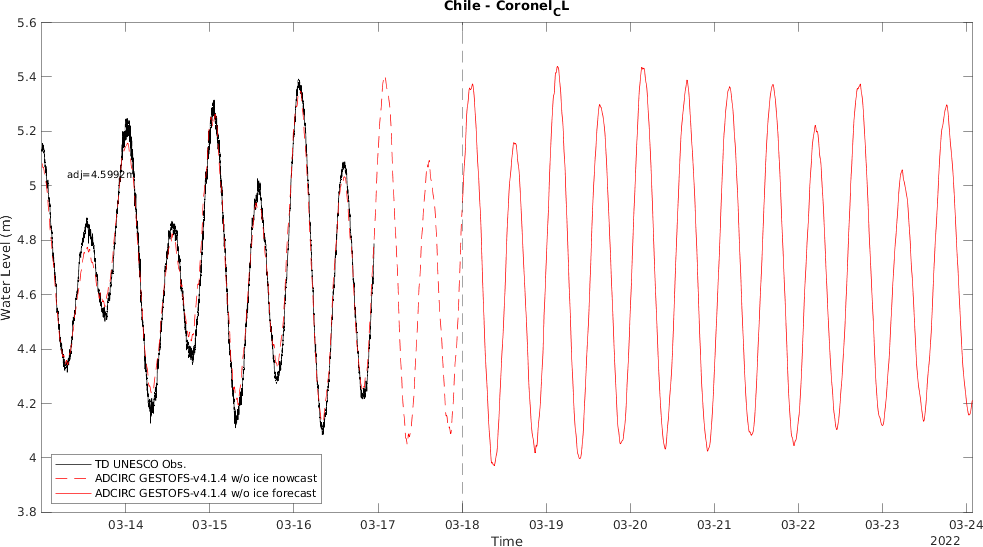 Chile - Coronel_CL
5.6
5.4
5.2
5
4.8
4.6
4.4
4.2
4
3.8
Water Level (m)
adj=4.5992m
TD UNESCO Obs.
ADCIRC GESTOFS-v4.1.4 w/o ice nowcast
ADCIRC GESTOFS-v4.1.4 w/o ice forecast
03-14 03-15 03-16 03-17 03-18 03-19 03-20 03-21 03-22 03-23 03-24
Time
2022